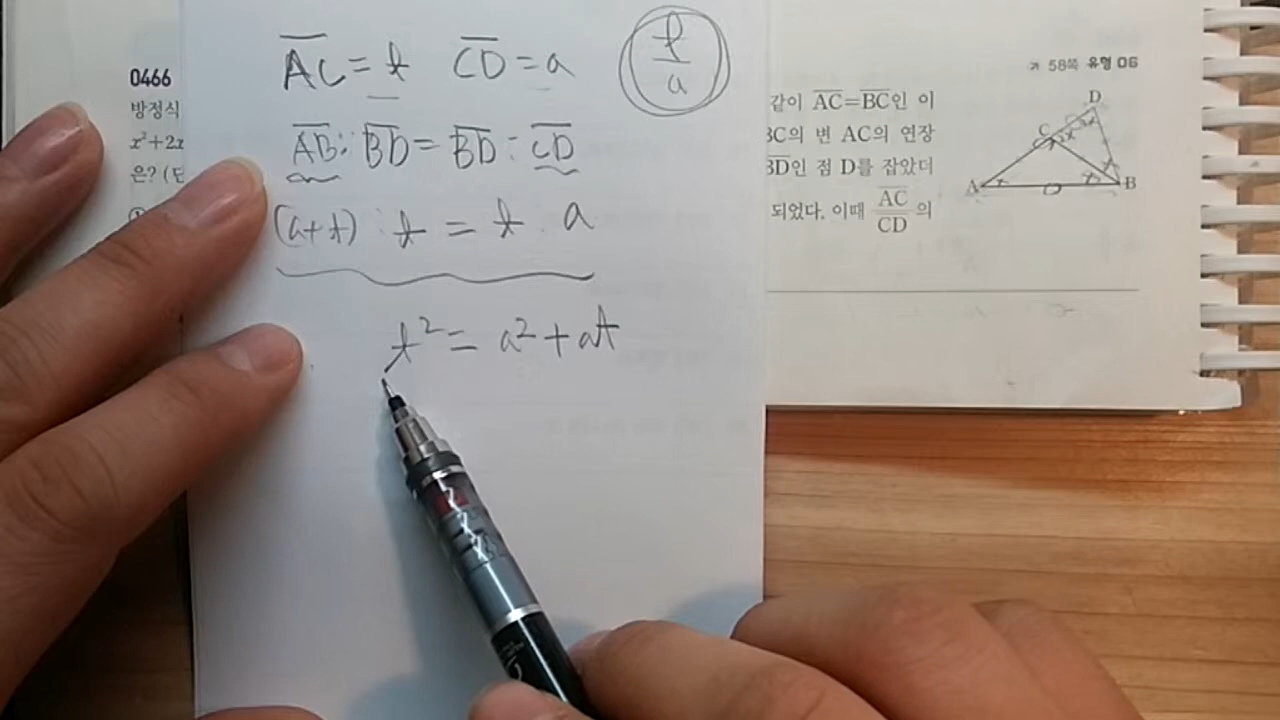 0466
방정식
x²+2x
은? (단
AC = t CD = a
t/a
AB : BD = BD : CD
(a+t) : t = t : a
t² = a² + at
58쪽 유형 06
같이 AC=BC인 이
BC의 변 AC의 연장
BD인 점 D를 잡았더
되었다. 이때 AC/CD 의
D
C
A
B